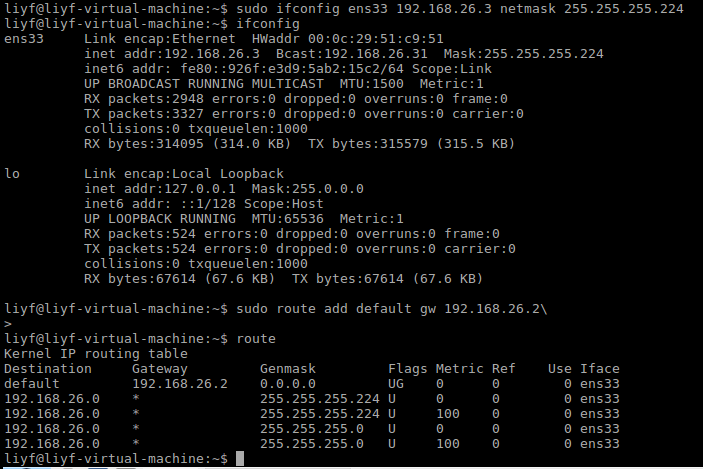 liyf@liyf-virtual-machine:~$ sudo ifconfig ens33 192.168.26.3 netmask 255.255.255.224
liyf@liyf-virtual-machine:~$ ifconfig
ens33     Link encap:Ethernet  HWaddr 00:0c:29:51:c9:51
          inet addr:192.168.26.3  Bcast:192.168.26.31  Mask:255.255.255.224
          inet6 addr: fe80::926f:e3d9:5ab2:15c2/64 Scope:Link
          UP BROADCAST RUNNING MULTICAST  MTU:1500  Metric:1
          RX packets:2948 errors:0 dropped:0 overruns:0 frame:0
          TX packets:3327 errors:0 dropped:0 overruns:0 carrier:0
          collisions:0 txqueuelen:1000
          RX bytes:314095 (314.0 KB)  TX bytes:315579 (315.5 KB)

lo        Link encap:Local Loopback
          inet addr:127.0.0.1  Mask:255.0.0.0
          inet6 addr: ::1/128 Scope:Host
          UP LOOPBACK RUNNING  MTU:65536  Metric:1
          RX packets:524 errors:0 dropped:0 overruns:0 frame:0
          TX packets:524 errors:0 dropped:0 overruns:0 carrier:0
          collisions:0 txqueuelen:1000
          RX bytes:67614 (67.6 KB)  TX bytes:67614 (67.6 KB)

liyf@liyf-virtual-machine:~$ sudo route add default gw 192.168.26.2\
>
liyf@liyf-virtual-machine:~$ route
Kernel IP routing table
Destination     Gateway         Genmask         Flags Metric Ref    Use Iface
default         192.168.26.2    0.0.0.0         UG    0      0        0 ens33
192.168.26.0    *               255.255.255.224 U     0      0        0 ens33
192.168.26.0    *               255.255.255.224 U     100    0        0 ens33
192.168.26.0    *               255.255.255.0   U     0      0        0 ens33
192.168.26.0    *               255.255.255.0   U     100    0        0 ens33
liyf@liyf-virtual-machine:~$